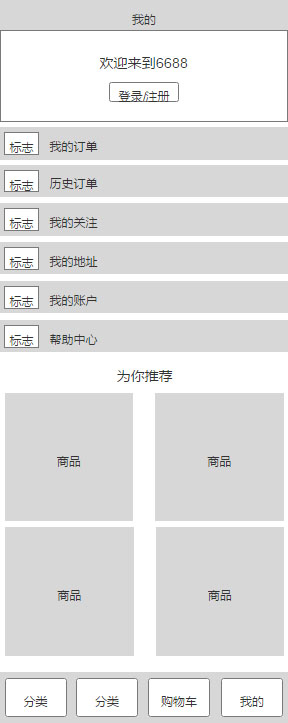 我的
欢迎来到6688
登录/注册
标志 我的订单
标志 历史订单
标志 我的关注
标志 我的地址
标志 我的账户
标志 帮助中心
为你推荐
商品 商品
商品 商品
分类 分类 购物车 我的